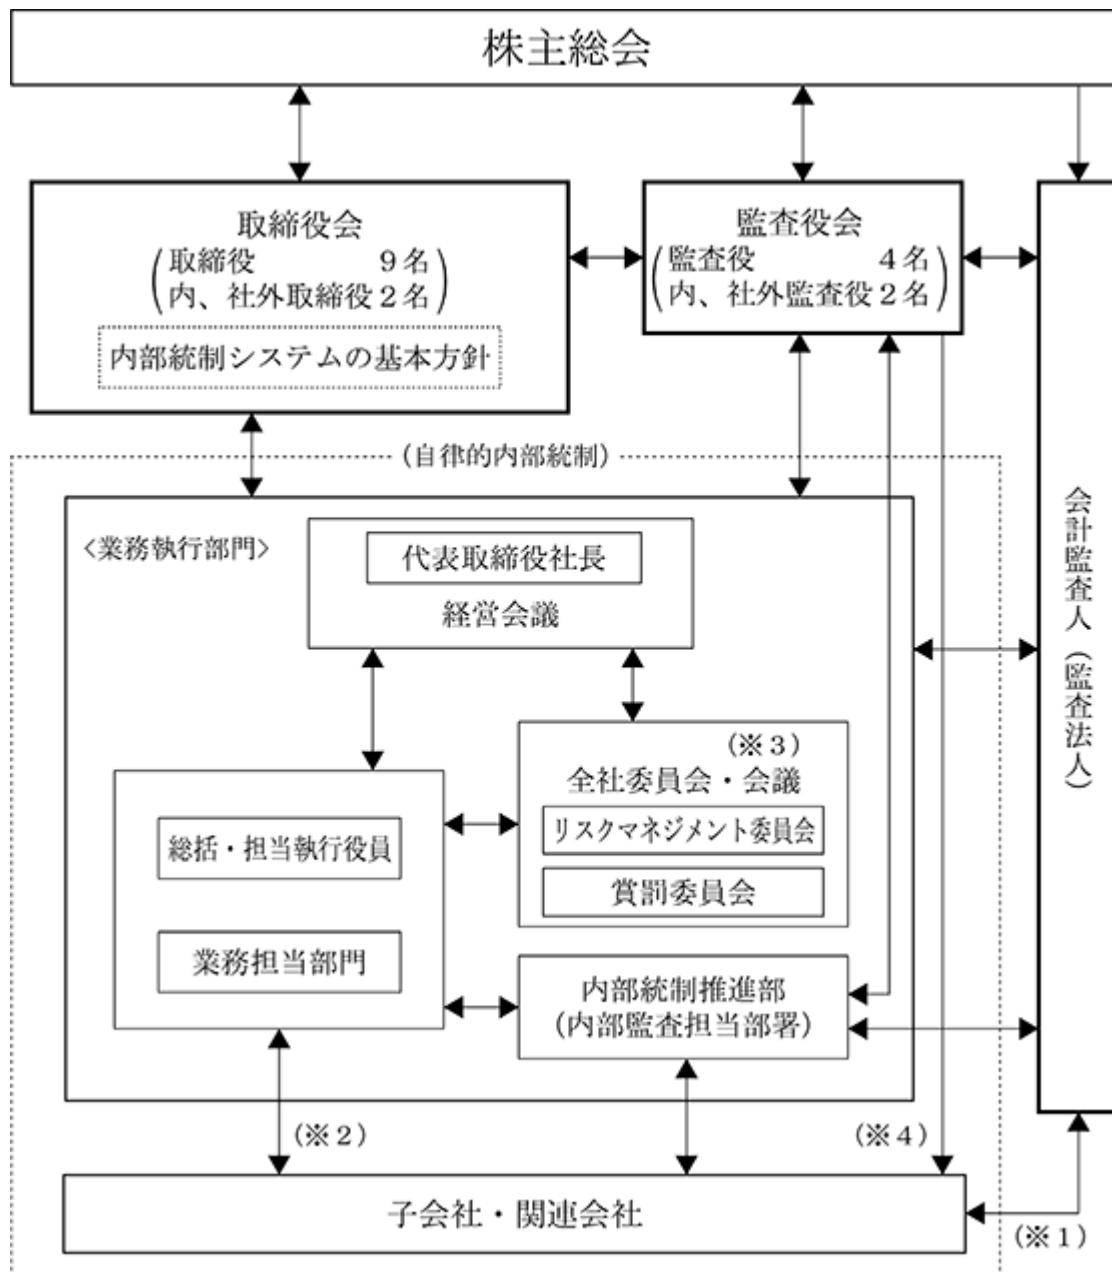 株主総会
取締役会
(取締役 9名)
(内、社外取締役2名)
内部統制システムの基本方針
監査役会
(監査役 4名)
(内、社外監査役2名)
会計監査人(監査法人)
(自律的内部統制)
<業務執行部門>
代表取締役社長
経営会議
(※3)
全社委員会・会議
リスクマネジメント委員会
賞罰委員会
総括・担当執行役員
業務担当部門
内部統制推進部
(内部監査担当部署)
(※2)
(※4)
子会社・関連会社
(※1)